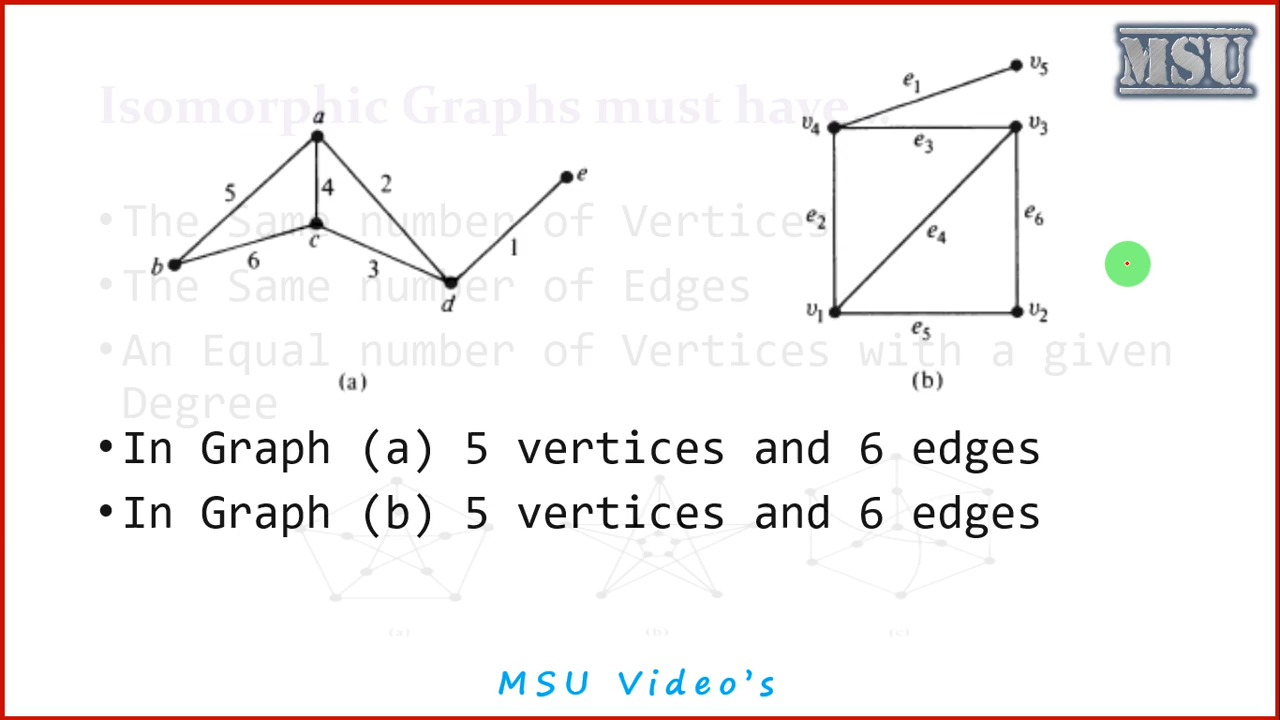 MSU
Isomorphic Graphs must have...
a
5
4
2
e
b
c
6
3
1
d
(a)
e1
v5
v4
v3
e3
e2
e4
e6
v1
v2
e5
(b)
•The Same number of Vertices
•The Same number of Edges
•An Equal number of Vertices with a given
Degree
•In Graph (a) 5 vertices and 6 edges
•In Graph (b) 5 vertices and 6 edges
(a)
(b)
(c)
MSU Video's